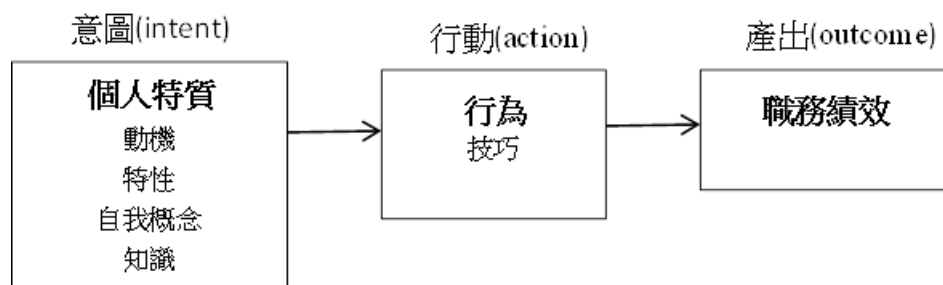 意圖(intent)
個人特質
動機
特性
自我概念
知識
行動(action)
行為
技巧
產出(outcome)
職務績效